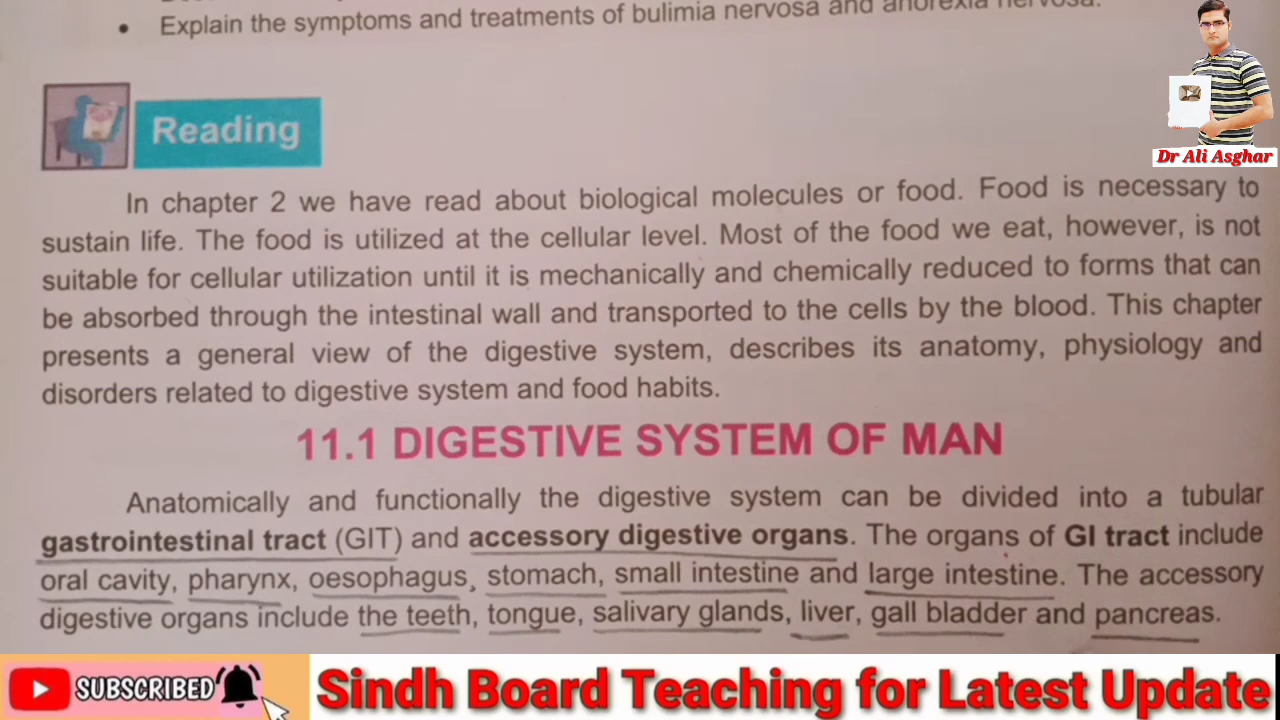 • Explain the symptoms and treatments of bulimia nervosa and anorexia nervosa.
Dr Ali Asghar
Reading
In chapter 2 we have read about biological molecules or food. Food is necessary to
sustain life. The food is utilized at the cellular level. Most of the food we eat, however, is not
suitable for cellular utilization until it is mechanically and chemically reduced to forms that can
be absorbed through the intestinal wall and transported to the cells by the blood. This chapter
presents a general view of the digestive system, describes its anatomy, physiology and
disorders related to digestive system and food habits.
11.1 DIGESTIVE SYSTEM OF MAN
Anatomically and functionally the digestive system can be divided into a tubular
gastrointestinal tract (GIT) and accessory digestive organs. The organs of GI tract include
oral cavity, pharynx, oesophagus, stomach, small intestine and large intestine. The accessory
digestive organs include the teeth, tongue, salivary glands, liver, gall bladder and pancreas.
SUBSCRIBED
Sindh Board Teaching for Latest Update